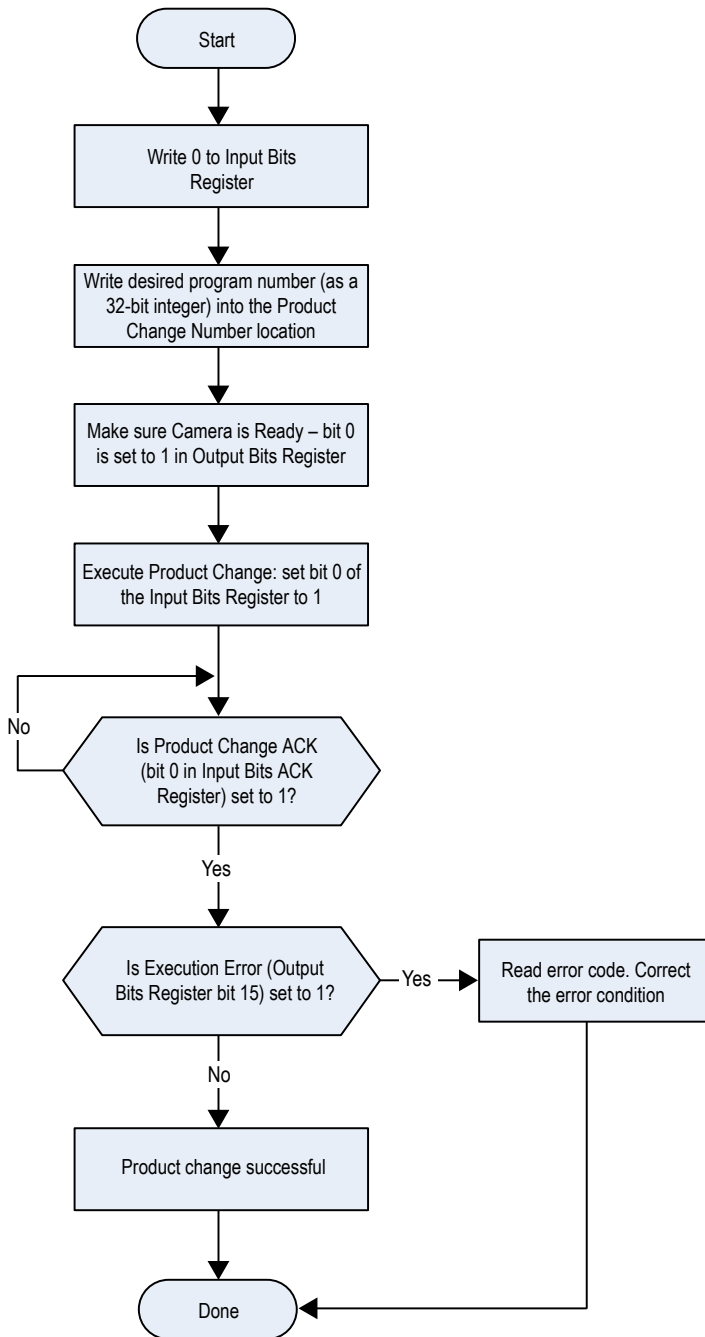 Start
Write 0 to Input Bits
Register
Write desired program number (as a
32-bit integer) into the Product
Change Number location
Make sure Camera is Ready – bit 0
is set to 1 in Output Bits Register
Execute Product Change: set bit 0 of
the Input Bits Register to 1
No
Is Product Change ACK
(bit 0 in Input Bits ACK
Register) set to 1?
Yes
Is Execution Error (Output
Bits Register bit 15) set to 1?
Yes
Read error code. Correct
the error condition
No
Product change successful
Done